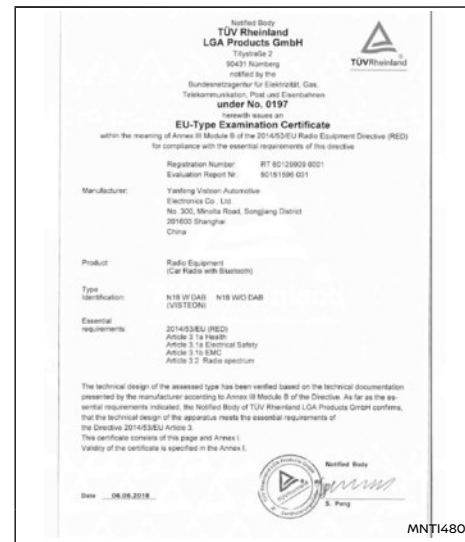 Notified Body
TÜV Rheinland
LGA Products GmbH
Tillystraße 2
90431 Nürnberg
notified by the
Bundesnetzagentur für Elektrizität, Gas,
Telekommunikation, Post und Eisenbahnen
under No. 0197
herewith issues an
EU-Type Examination Certificate
within the meaning of Annex III Module B of the 2014/53/EU Radio Equipment Directive (RED)
for compliance with the essential requirements of this directive
TÜVRheinland
Registration Number: RT 60129909 0001
Evaluation Report Nr. 50151596 001
Manufacturer: Yanfeng Visteon Automotive
Electronics Co., Ltd.
No. 300, Minolta Road, Songjiang District
201600 Shanghai
China
Product: Radio Equipment
(Car Radio with Bluetooth)
Type
Identification: N18 W DAB N18 W/O DAB
(VISTEON)
Essential
requirements 2014/53/EU (RED)
Article 3.1a Health
Article 3.1a Electrical Safety
Article 3.1b EMC
Article 3.2 Radio spectrum
The technical design of the assessed type has been verified based on the technical documentation
presented by the manufacturer according to Annex III Module B of the Directive. As far as the es-
sential requirements indicated, the Notified Body of TÜV Rheinland LGA Products GmbH confirms,
that the technical design of the apparatus meets the essential requirements of
the Directive 2014/53/EU Article 3.
This certificate consists of this page and Annex I.
Validity of the certificate is specified in the Annex I.
Notified Body
Date 06.06.2018
S. Pang
MNTI480